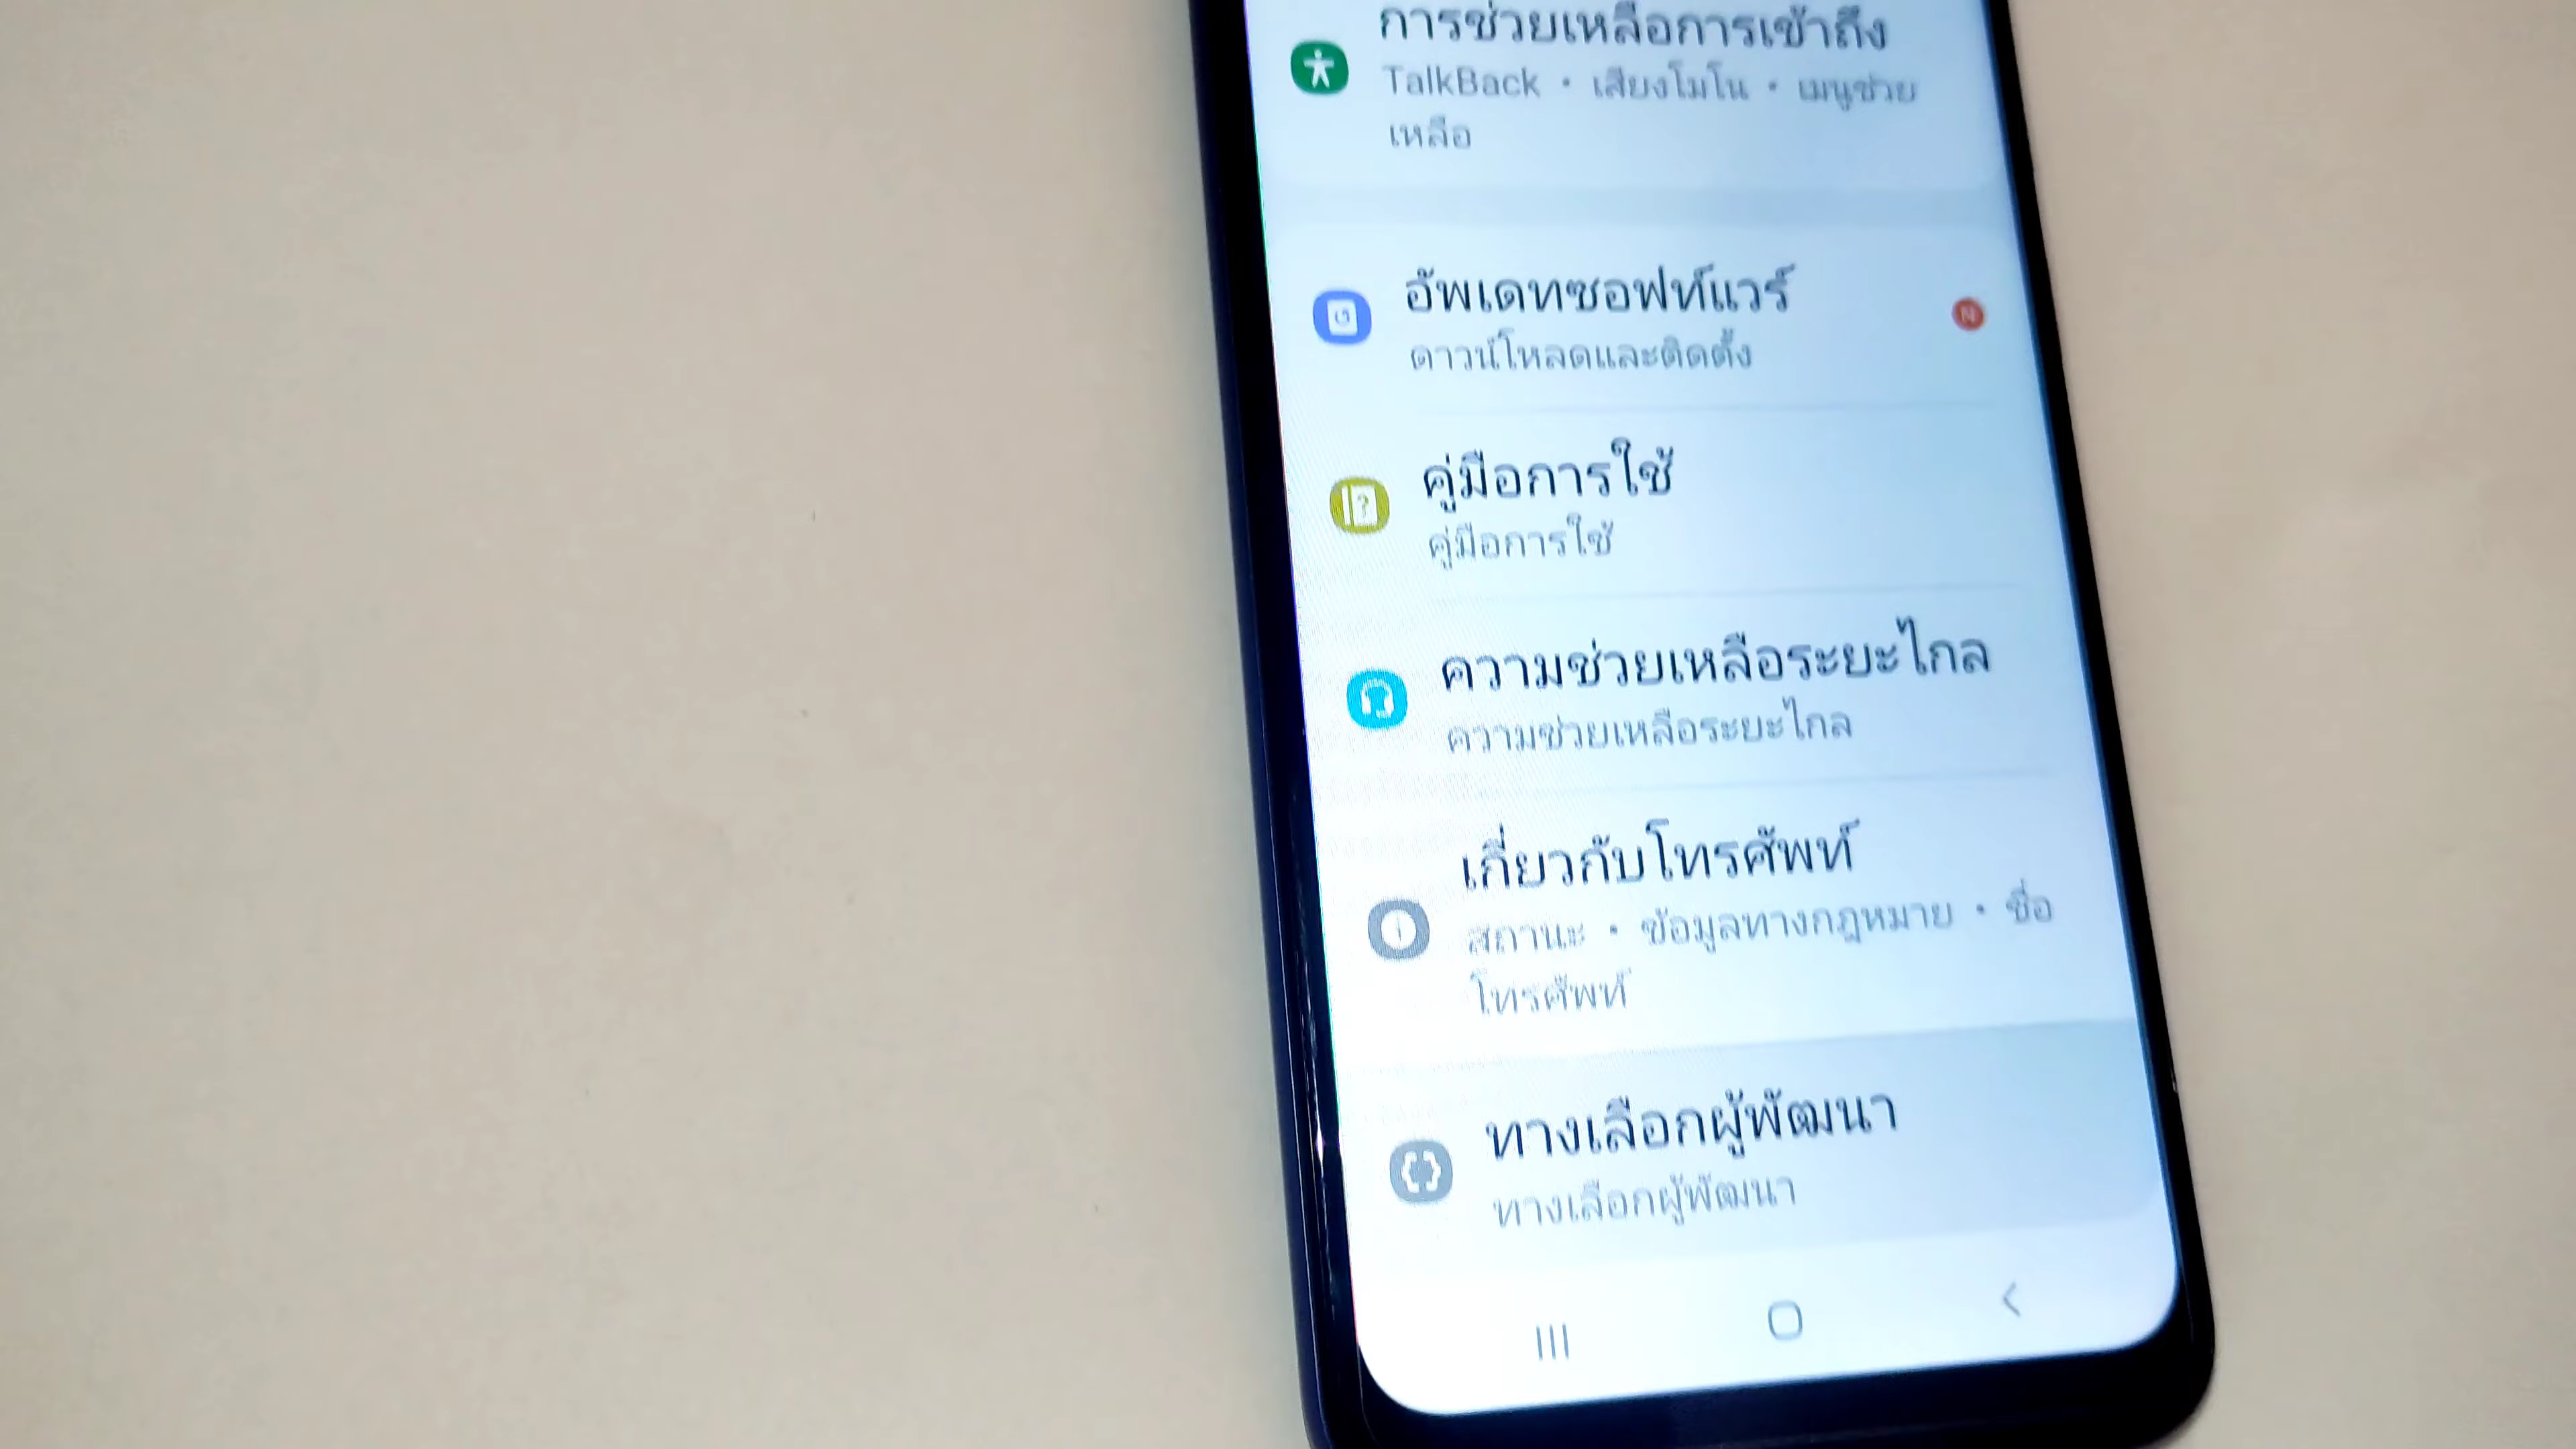 การช่วยเหลือการเข้าถึง
TalkBack • เสียงโมโน • เมนูช่วย
เหลือ
อัพเดทซอฟท์แวร์
N
ดาวน์โหลดและติดตั้ง
คู่มือการใช้
คู่มือการใช้
ความช่วยเหลือระยะไกล
ความช่วยเหลือระยะไกล
เกี่ยวกับโทรศัพท์
สถานะ • ข้อมูลทางกฎหมาย • ชื่อ
โทรศัพท์
ทางเลือกผู้พัฒนา
ทางเลือกผู้พัฒนา